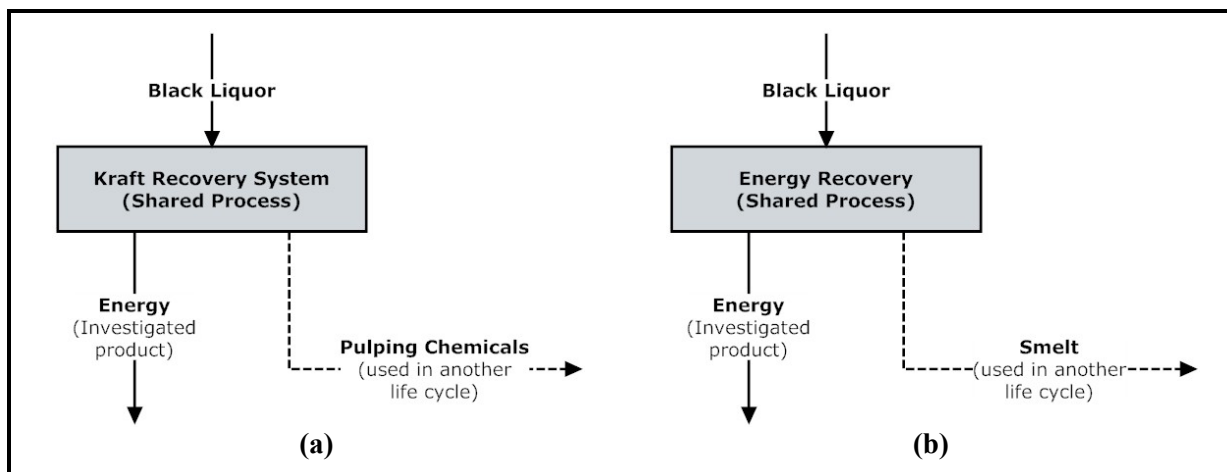 Black Liquor
Kraft Recovery System
(Shared Process)
Energy
(Investigated
product)
Pulping Chemicals
(used in another
life cycle)
(a)
Black Liquor
Energy Recovery
(Shared Process)
Energy
(Investigated
product)
Smelt
(used in another
life cycle)
(b)